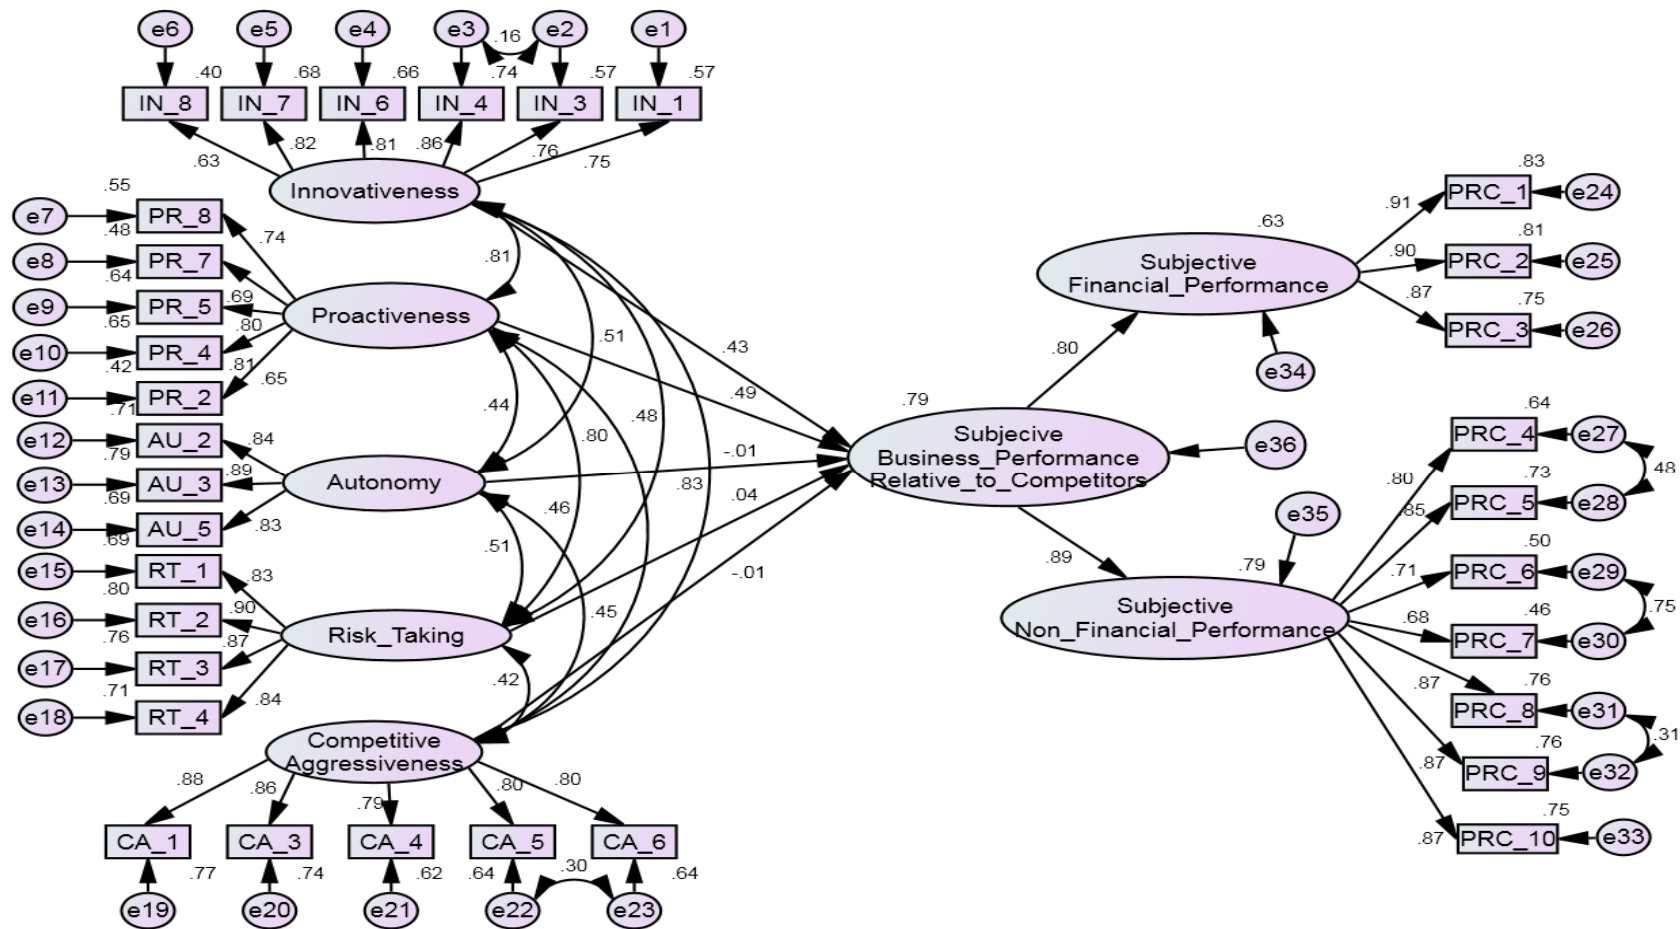 e6 e5 e4 e3 .16 e2 e1
.40 .68 .66 .74 .57 .57
IN_8 IN_7 IN_6 IN_4 IN_3 IN_1
.63 .82 .81 .86 .76 .75
Innovativeness
.55
e7 PR_8
.48
.74
e8 PR_7
.64
.69
e9 PR_5
.65
.80
e10 PR_4
.42
.81
.65
e11 PR_2
.71
Proactiveness
e12 AU_2
.84
.79
e13 AU_3
.89
.69
e14 AU_5
.83
.69
Autonomy
e15 RT_1
.83
.80
e16 RT_2
.90
.76
e17 RT_3
.87
.71
e18 RT_4
.84
Risk_Taking
Competitive
Aggressiveness
.88 .86 .79 .80 .80
CA_1 CA_3 CA_4 CA_5 CA_6
.77 .74 .62 .64 .30 .64
e19 e20 e21 e22 e23
.81
.51
.44
.48
.80
.83
.46
.51
.45
.42
.43
.49
-.01
.04
-.01
.79
Subjecive
Business_Performance
Relative_to_Competitors
e36
.80
.89
.63
Subjective
Financial_Performance
e34
.91
.90
.87
.83
PRC_1 e24
.81
PRC_2 e25
.75
PRC_3 e26
e35
.79
Subjective
Non_Financial_Performance
.80
.85
.71
.68
.87
.87
.87
.64
PRC_4 e27
.48
.73
PRC_5 e28
.50
PRC_6 e29
.75
.46
PRC_7 e30
.76
PRC_8 e31
.31
.76
PRC_9 e32
.75
PRC_10 e33